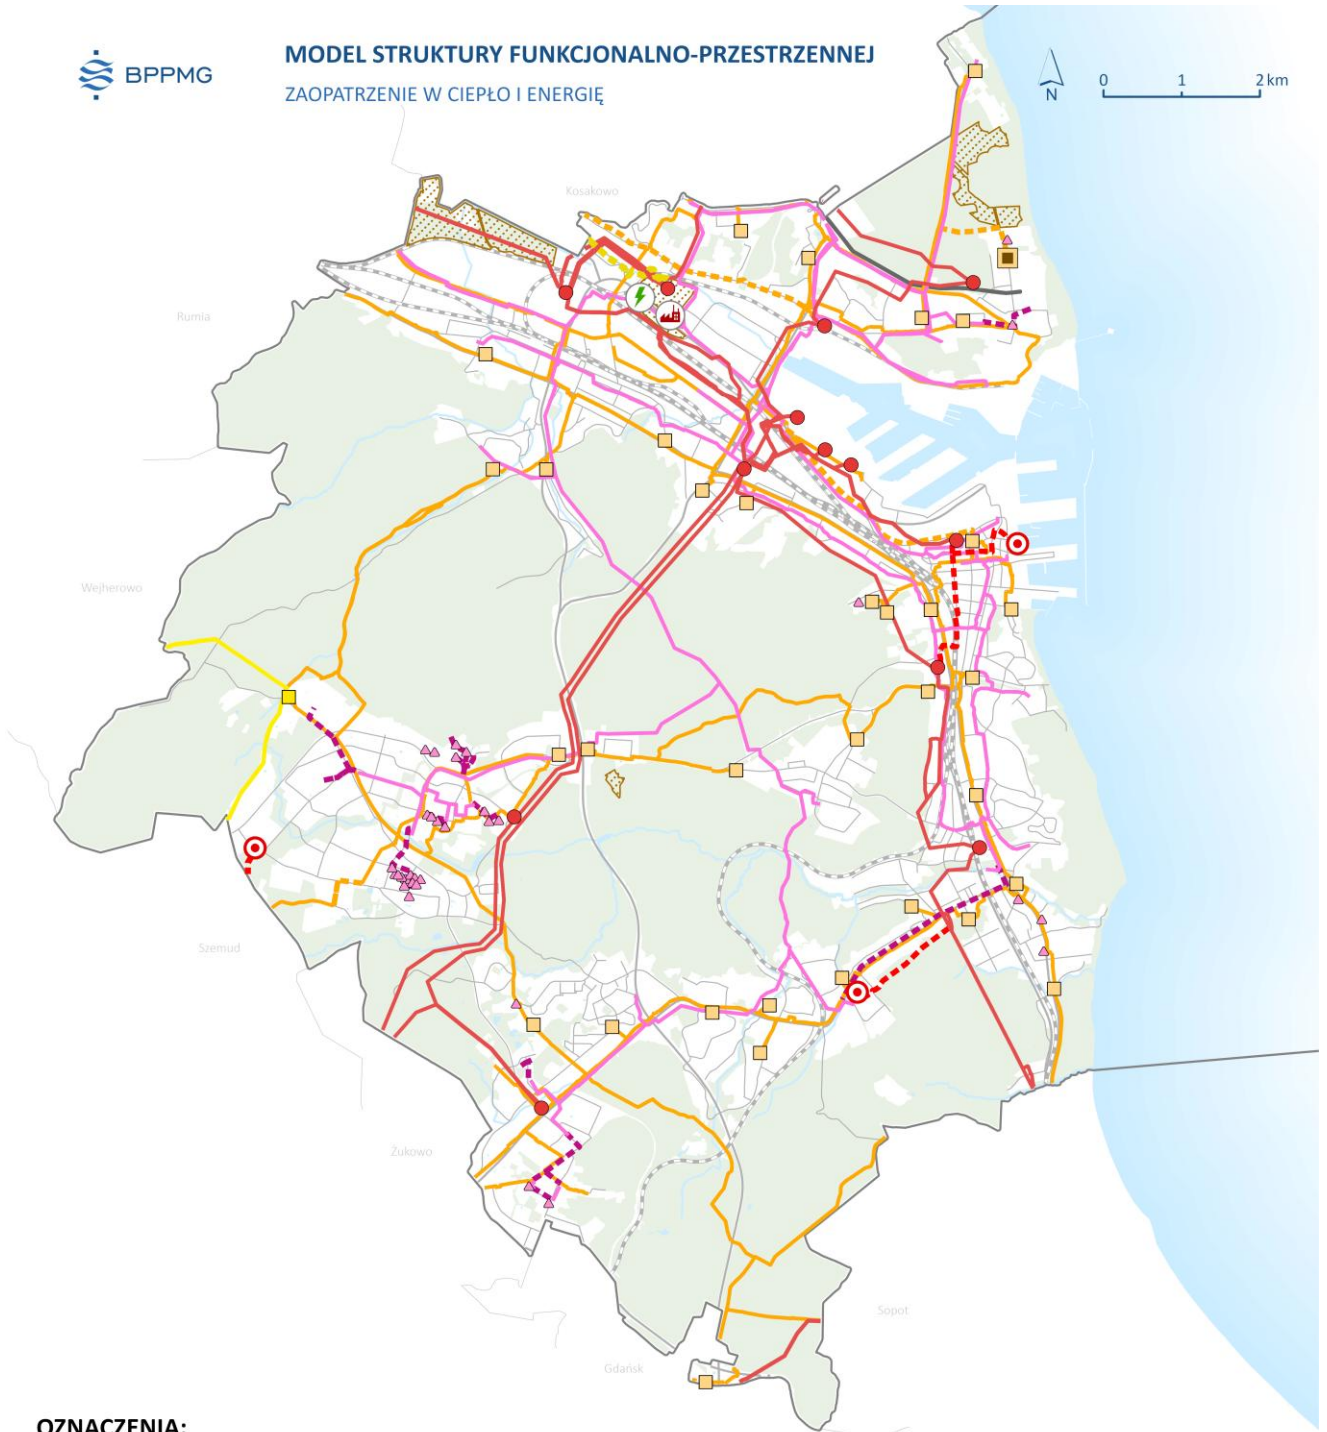 BPPMG
MODEL STRUKTURY FUNKCJONALNO-PRZESTRZENNEJ
ZAOPATRZENIE W CIEPŁO I ENERGIĘ
N
0 1 2 km
Kosakowo
Rumia
Wejherowo
Szemud
Żukowo
Sopot
Gdańsk
OZNACZENIA: